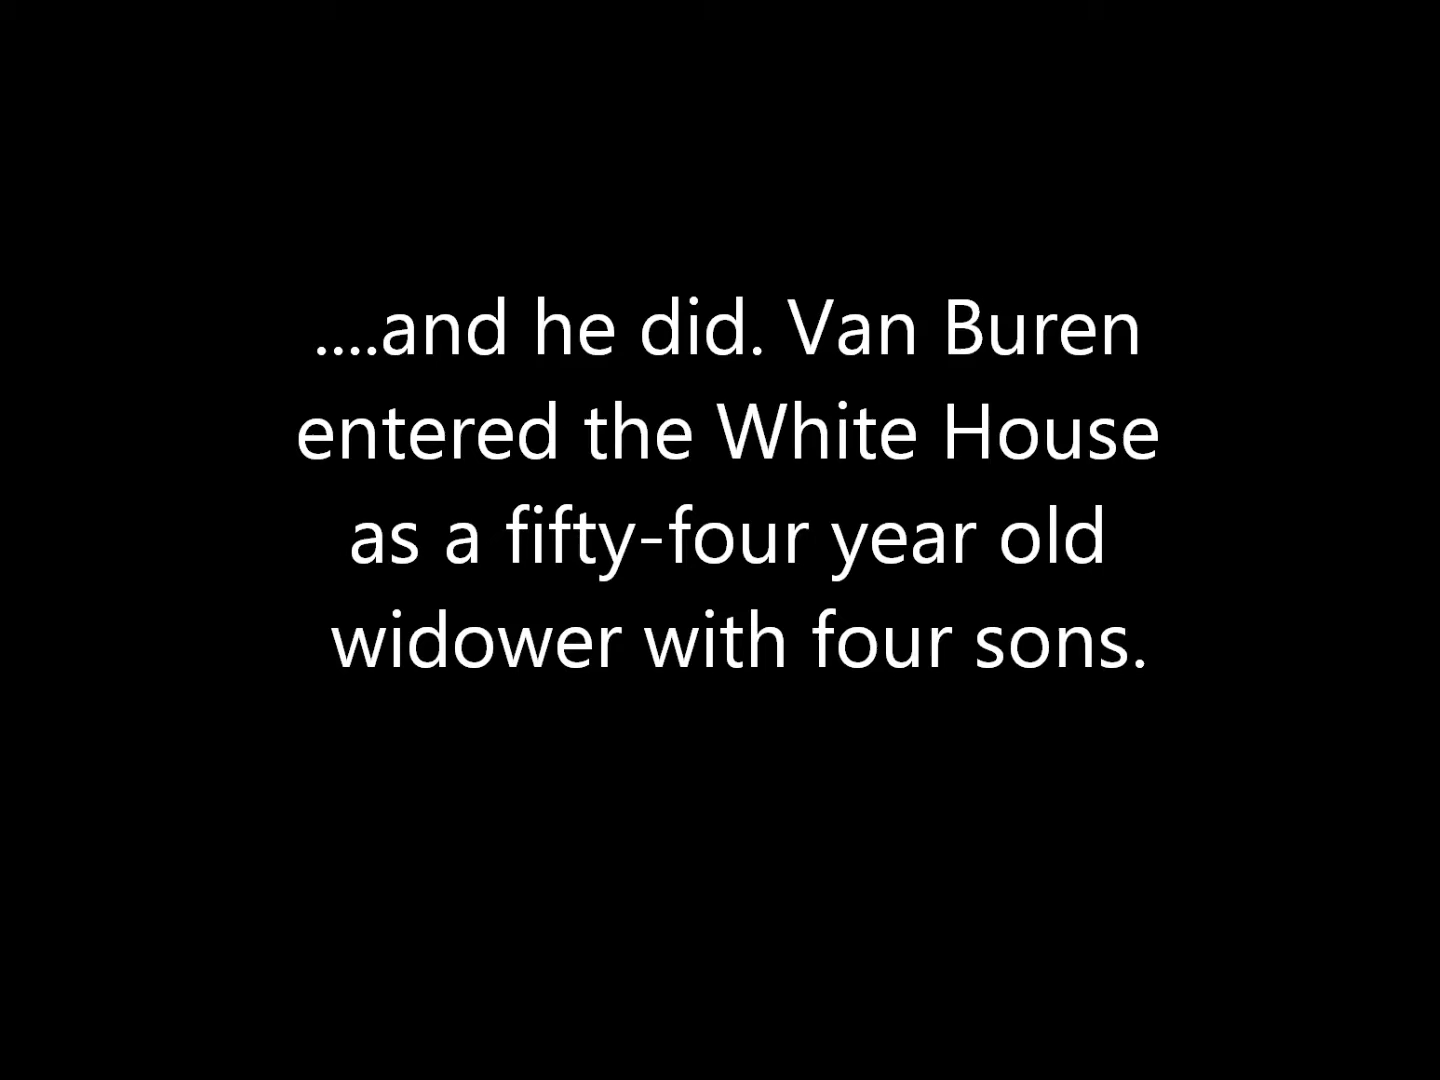 ....and he did. Van Buren
entered the White House
as a fifty-four year old
widower with four sons.